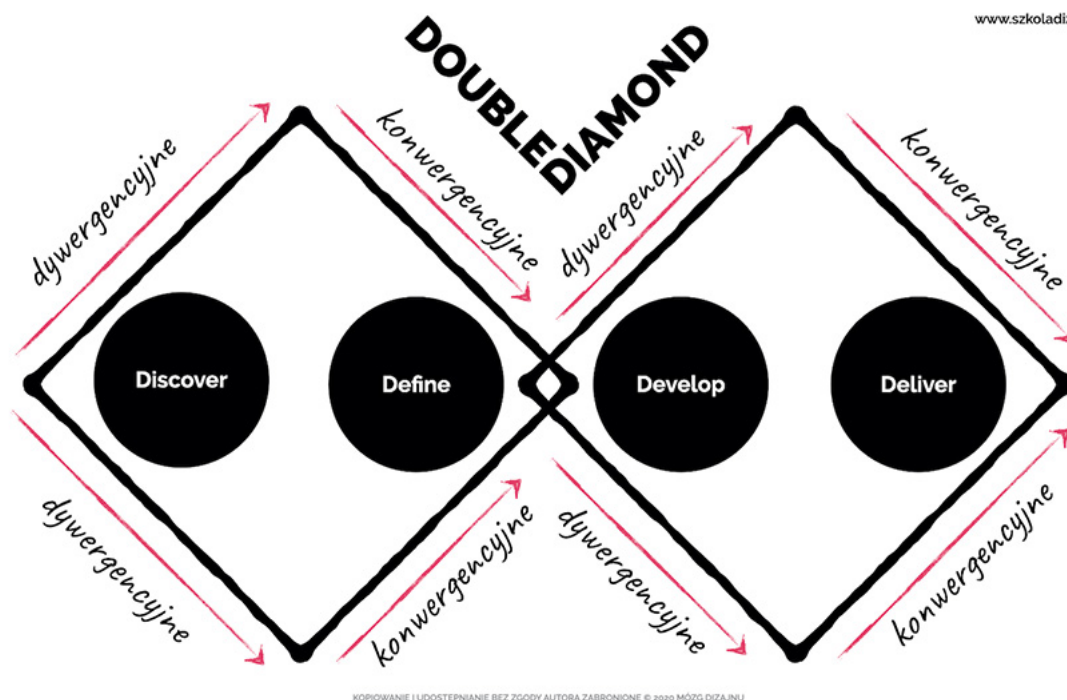 www.szkoladiz
DOUBLE
DIAMOND
dywergencyjne
konwergencyjne
dywergencyjne
konwergencyjne
Discover
Define
Develop
Deliver
dywergencyjne
konwergencyjne
dywergencyjne
konwergencyjne
KOPIOWANIE I UDOSTĘPNIANIE BEZ ZGODY AUTORA ZABRONIONE © 2020 MÓZG DIZAJNU